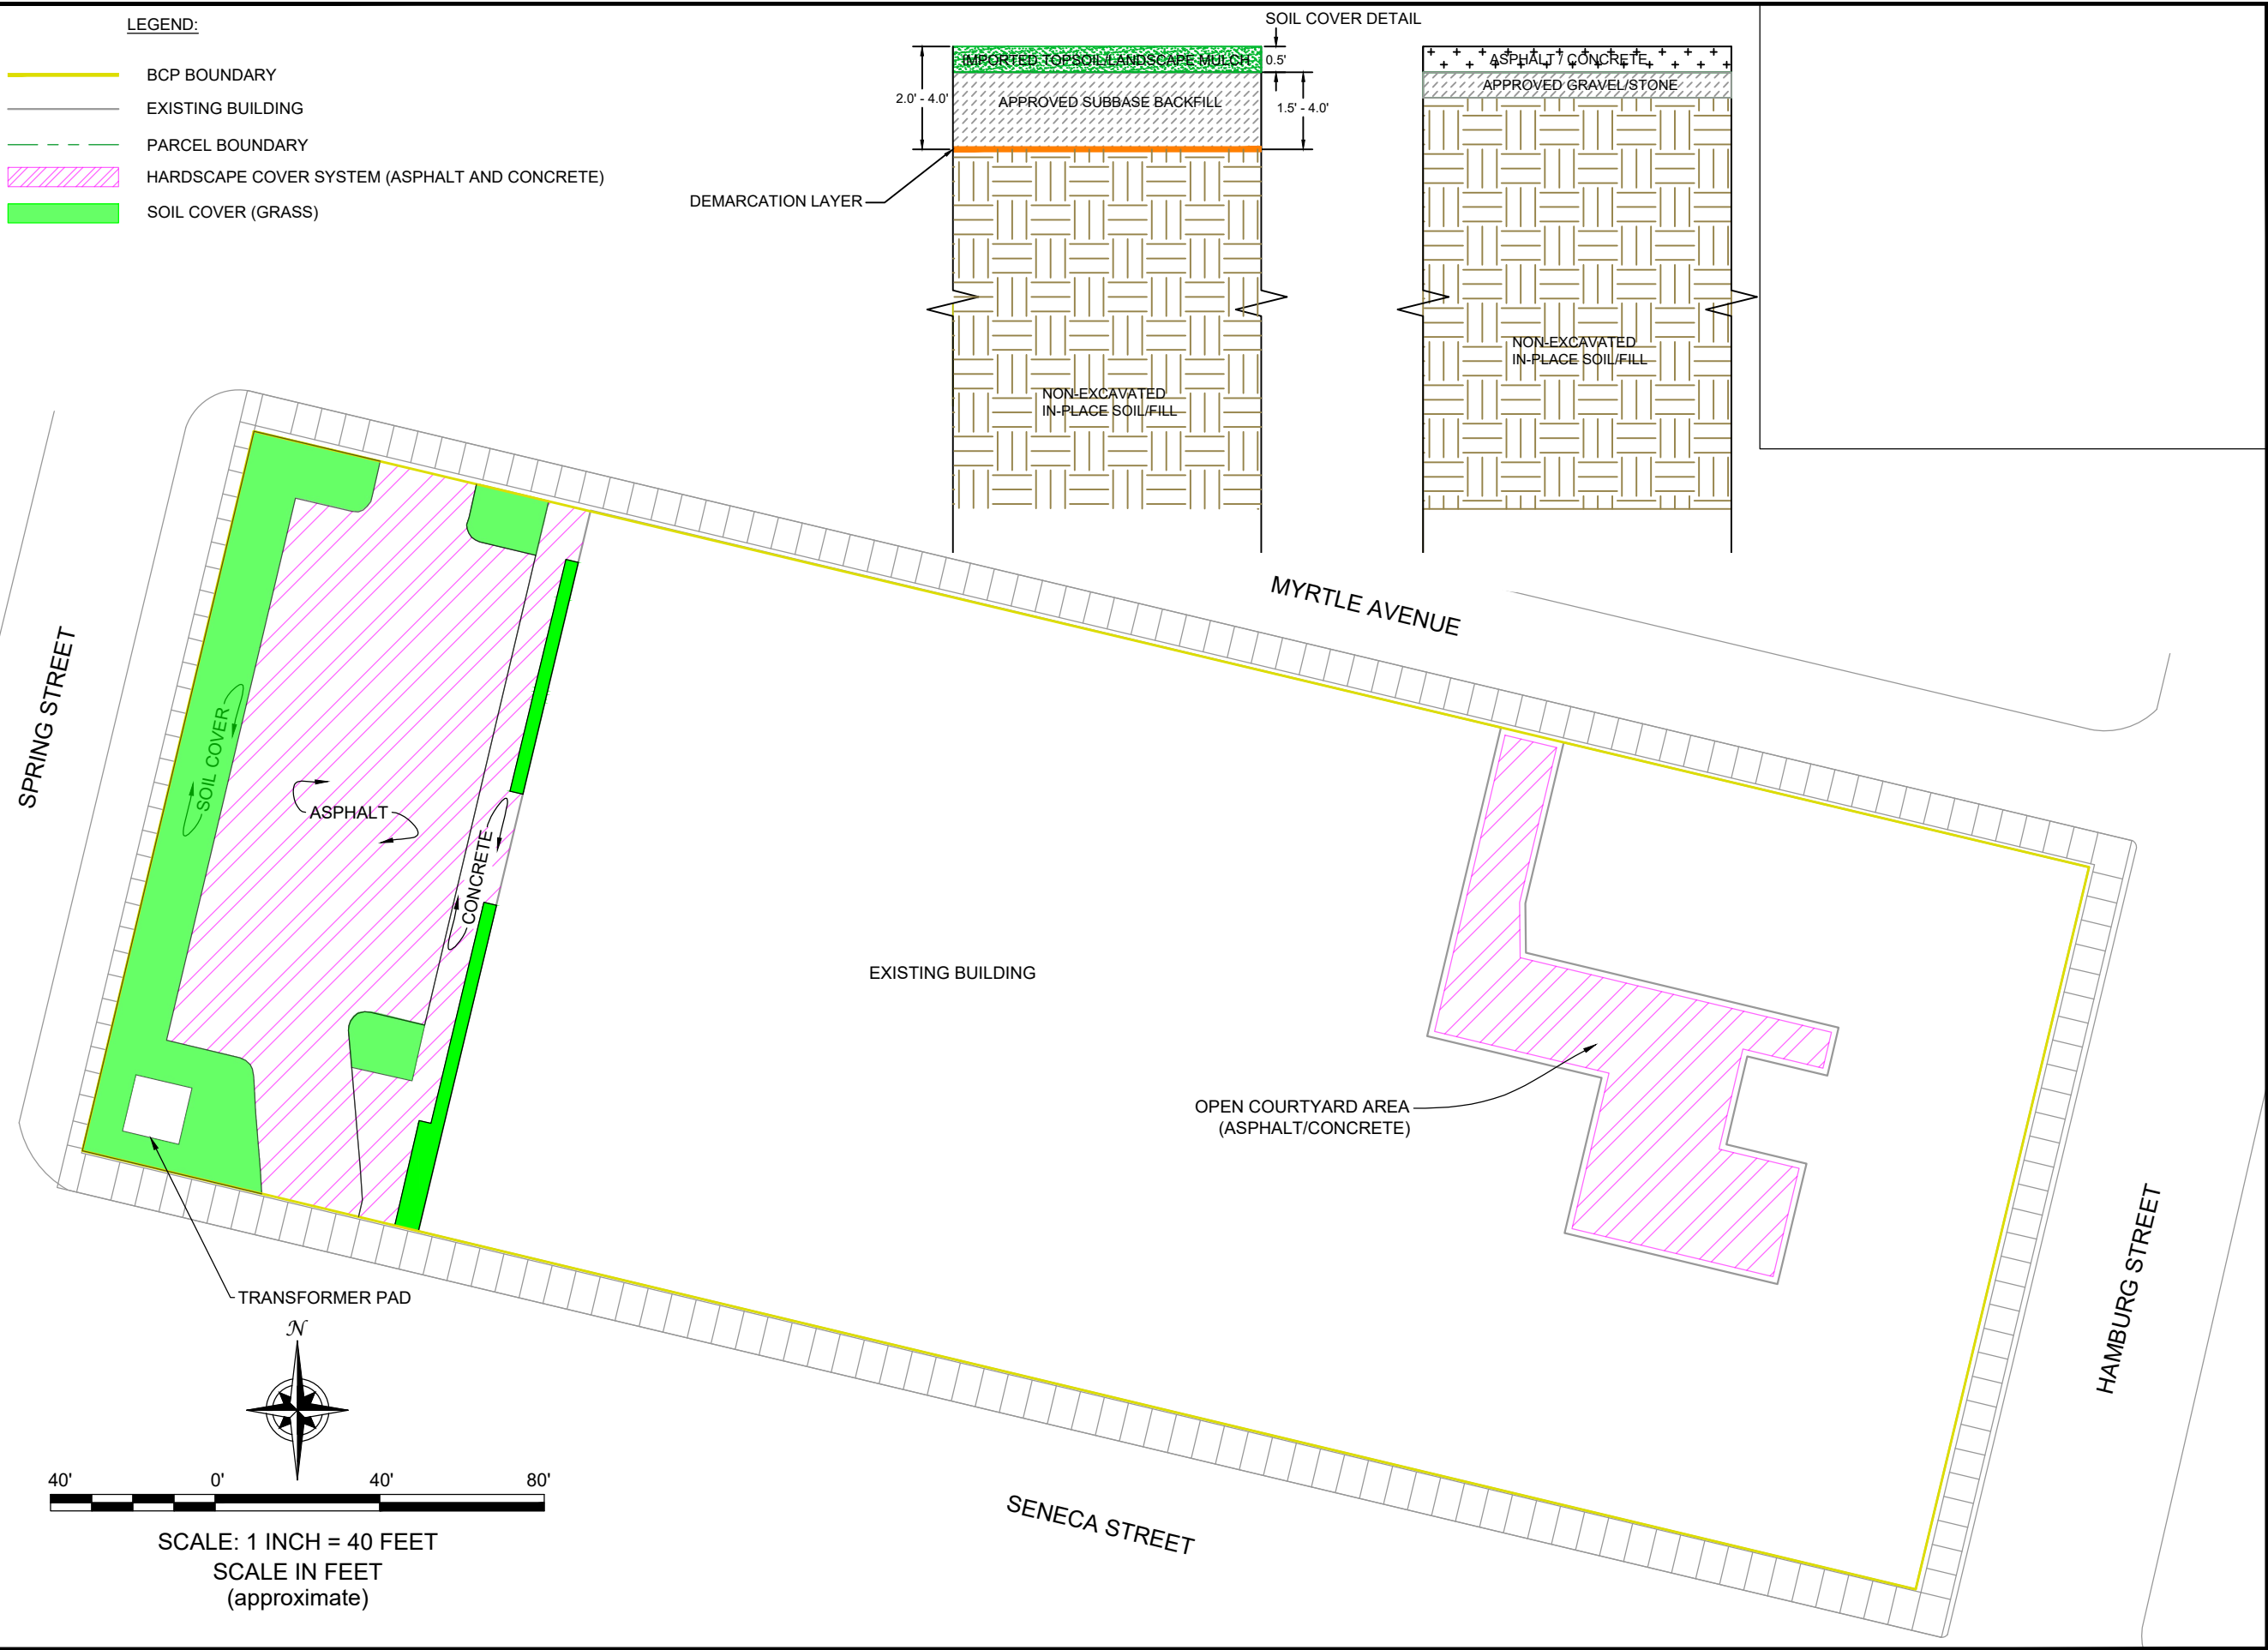 LEGEND:
BCP BOUNDARY
EXISTING BUILDING
PARCEL BOUNDARY
HARDSCAPE COVER SYSTEM (ASPHALT AND CONCRETE)
SOIL COVER (GRASS)
SOIL COVER DETAIL
IMPORTED TOPSOIL/LANDSCAPE MULCH
0.5'
2.0' - 4.0'
APPROVED SUBBASE BACKFILL
1.5' - 4.0'
DEMARCATION LAYER
NON-EXCAVATED
IN-PLACE SOIL/FILL
ASPHALT / CONCRETE
APPROVED GRAVEL/STONE
NON-EXCAVATED
IN-PLACE SOIL/FILL
MYRTLE AVENUE
SPRING STREET
SOIL COVER
ASPHALT
CONCRETE
EXISTING BUILDING
OPEN COURTYARD AREA
(ASPHALT/CONCRETE)
TRANSFORMER PAD
HAMBURG STREET
SENECA STREET
N
40' 0' 40' 80'
SCALE: 1 INCH = 40 FEET
SCALE IN FEET
(approximate)